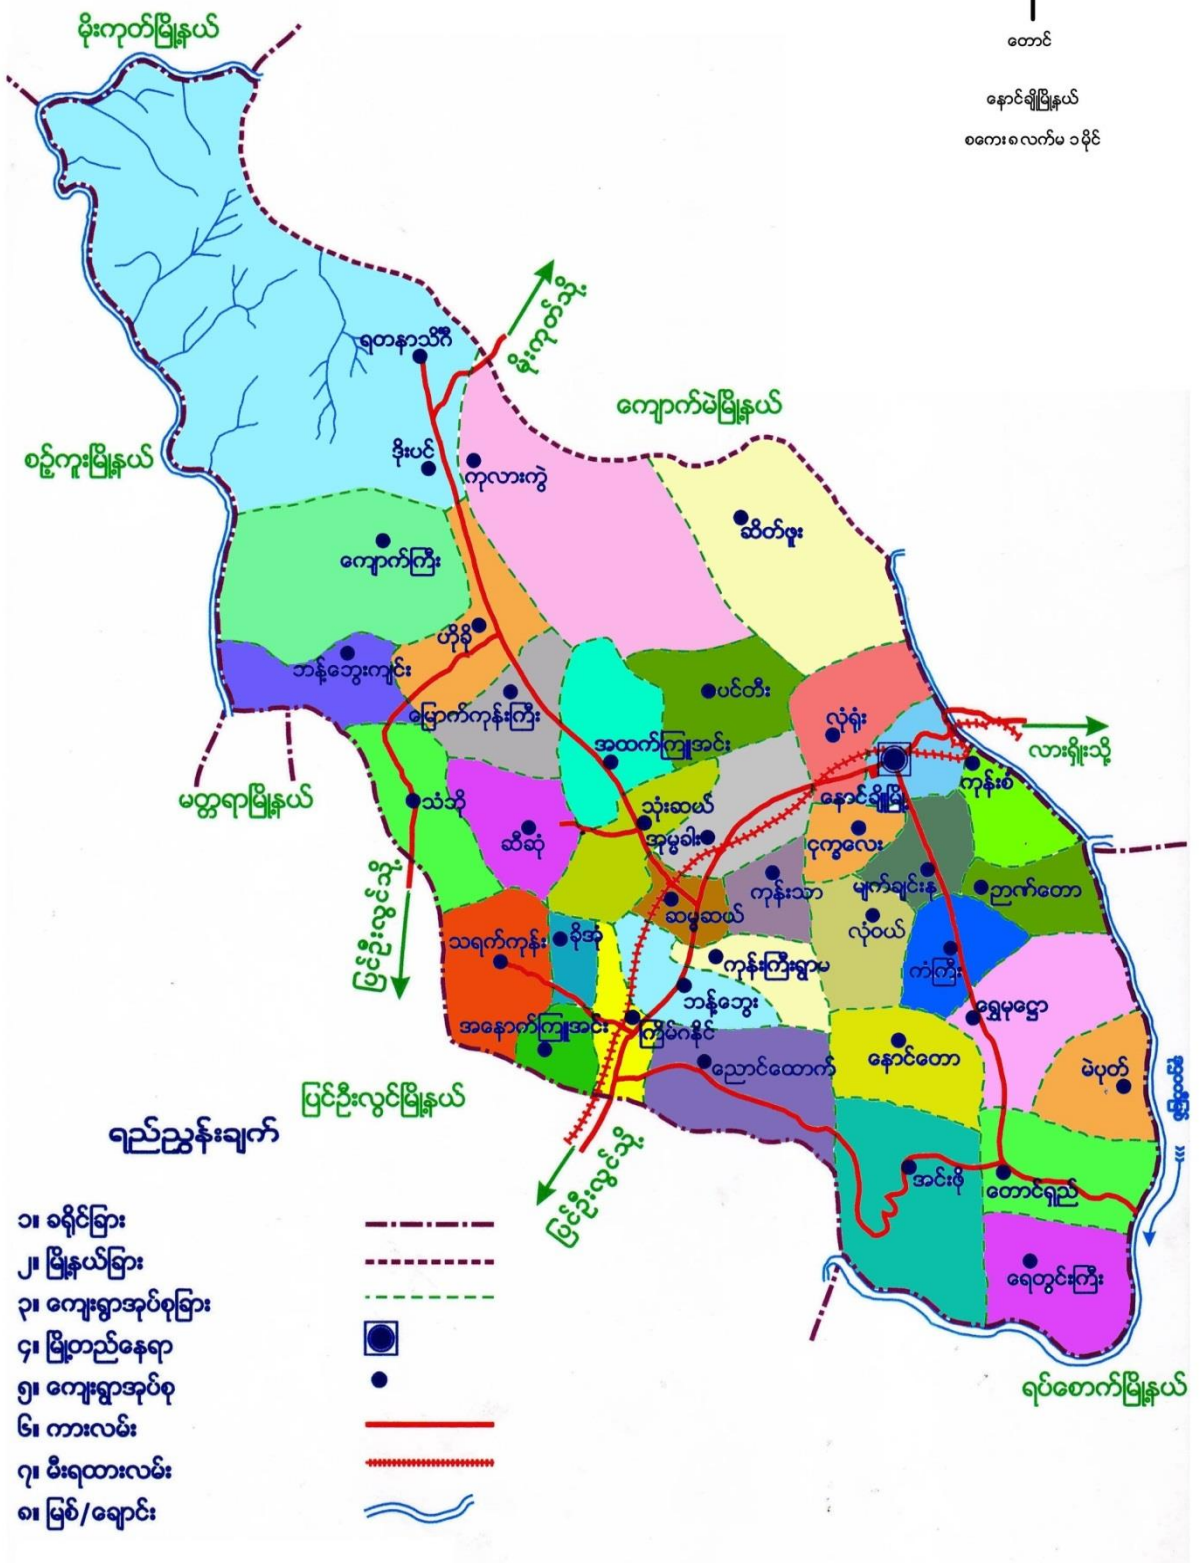 မိုးကုတ်မြို့နယ်
တောင်
နောင်ချိုမြို့နယ်
စကေး ၈ လက်မ ၁ မိုင်
မိုးကုတ်သို့
ရတနာသိင်္ဂီ
ကျောက်မဲမြို့နယ်
ဒိုးပင်
ကုလားကွဲ
စဉ့်ကူးမြို့နယ်
ဆိတ်ဖူး
ကျောက်ကြီး
ဟိုခို
ဘန့်ဘွေးကျင်း
မြောက်ကုန်းကြီး
ပင်တီး
လုံရုံး
အထက်ကြူအင်း
လားရှိုးသို့
ကုန်းစံ
မတ္တရာမြို့နယ်
သံဘို
နောင်ချိုမြို့
သုံးဆယ်
အုမ္မခါး
ဆီဆုံ
ငုက္ခလေး
ကုန်းသာ
မျက်ချင်းန
ဉာဏ်တော
ပြင်ဦးလွင်သို့
ဆမ္မဆယ်
လုံဝယ်
သရက်ကုန်း
ခိုအုံ
ကုန်းကြီးရွာမ
ကံကြီး
ဘန့်ဘွေး
ရွှေမုဋ္ဌော
အနောက်ကြူအင်း
ကြိမ်ဂနိုင်
နောင်တော
ညောင်ထောက်
မဲပုတ်
ပြင်ဦးလွင်မြို့နယ်
ရည်ညွှန်းချက်
ပြင်ဦးလွင်သို့
အင်းဖို
တောင်ရှည်
ရေတွင်းကြီး
ရပ်စောက်မြို့နယ်
၁။ ခရိုင်ခြား
၂။ မြို့နယ်ခြား
၃။ ကျေးရွာအုပ်စုခြား
၄။ မြို့တည်နေရာ
၅။ ကျေးရွာအုပ်စု
၆။ ကားလမ်း
၇။ မီးရထားလမ်း
၈။ မြစ်/ချောင်း